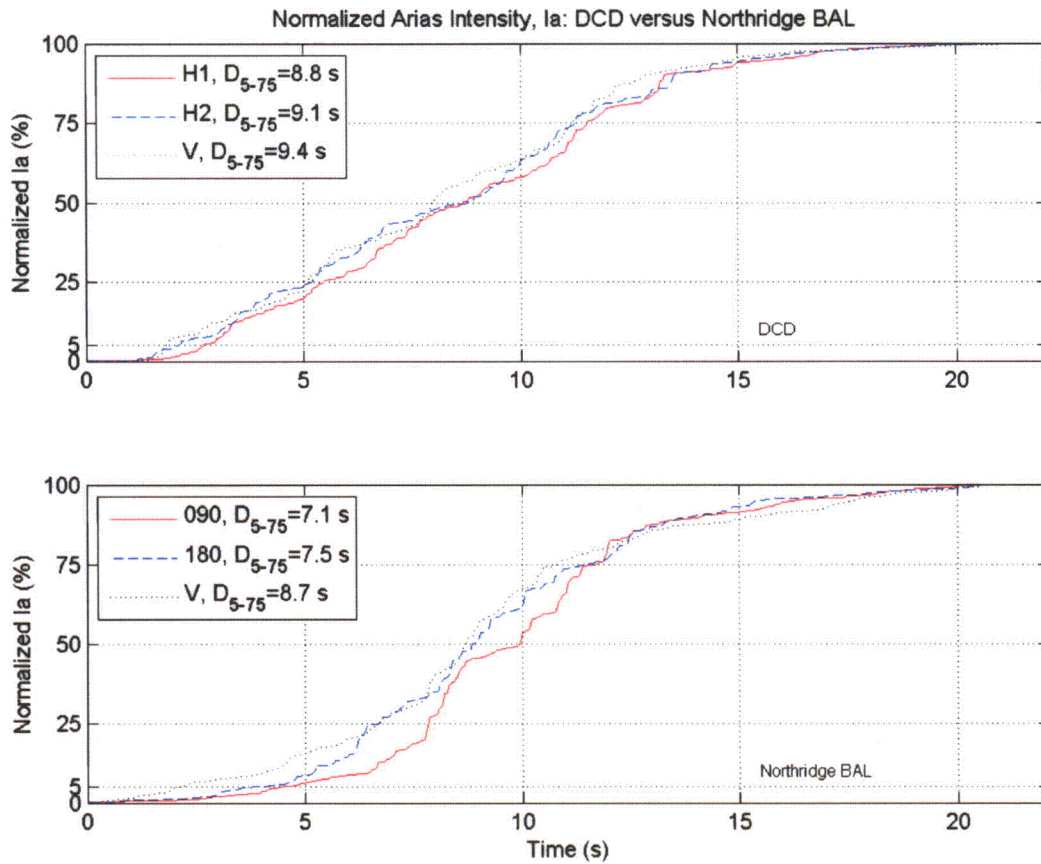 Normalized Arias Intensity, Ia: DCD versus Northridge BAL
Normalized Ia (%)
100
75
50
25
5
0
H1, D5-75=8.8 s
H2, D5-75=9.1 s
V, D5-75=9.4 s
DCD
0 5 10 15 20
Normalized Ia (%)
100
75
50
25
5
0
090, D5-75=7.1 s
180, D5-75=7.5 s
V, D5-75=8.7 s
Northridge BAL
0 5 10 15 20
Time (s)